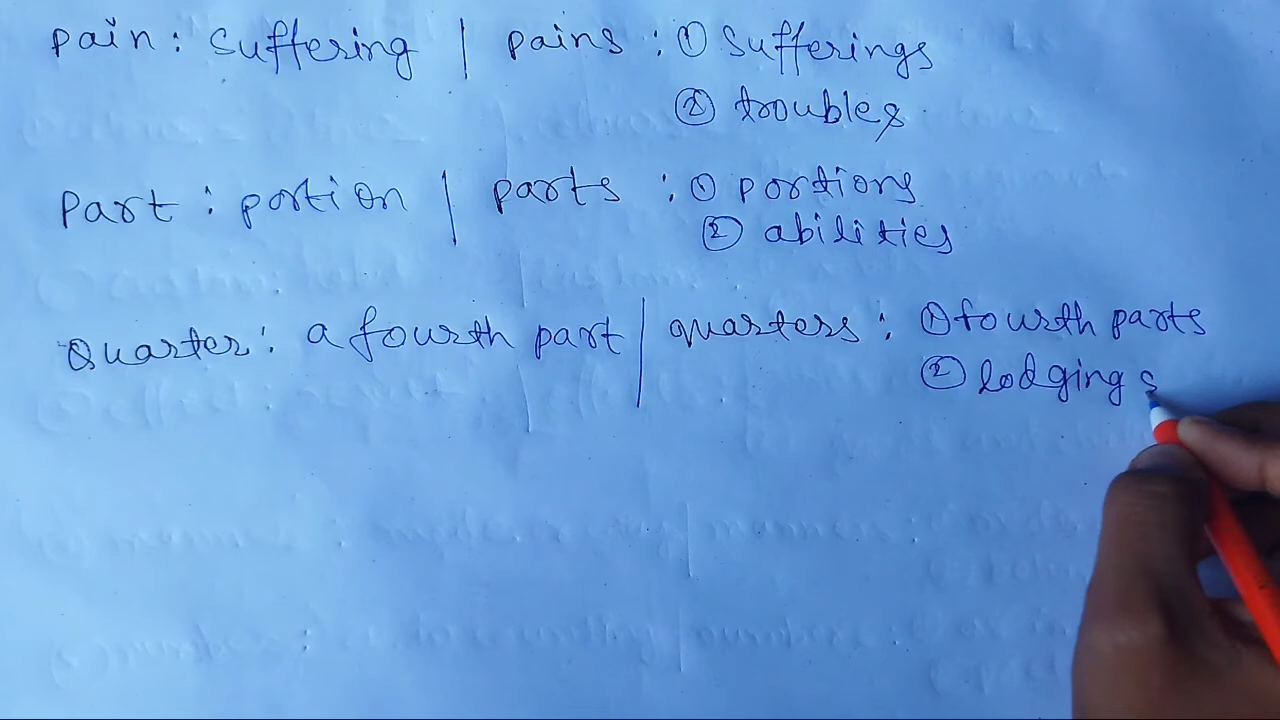 Pain: suffering | pains : ① sufferings
② troubles
Part : portion | parts : ① portions
② abilities
Quarter: a fourth part | quarters : ① fourth parts
② lodgings